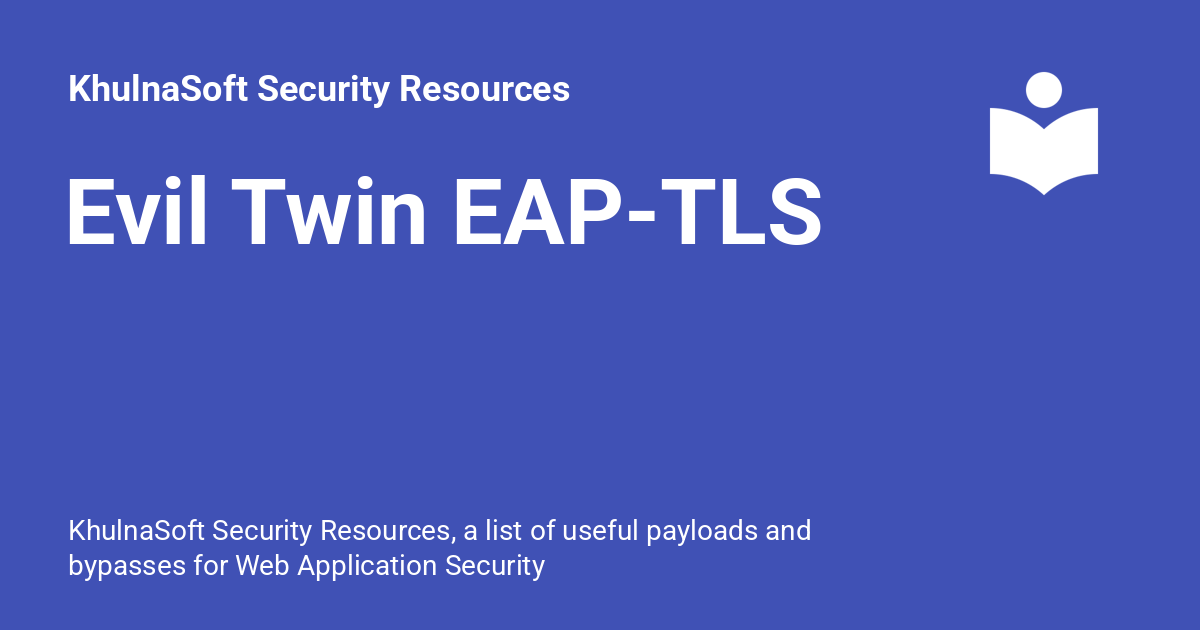 KhulnaSoft Security Resources
Evil Twin EAP-TLS
KhulnaSoft Security Resources, a list of useful payloads and
bypasses for Web Application Security